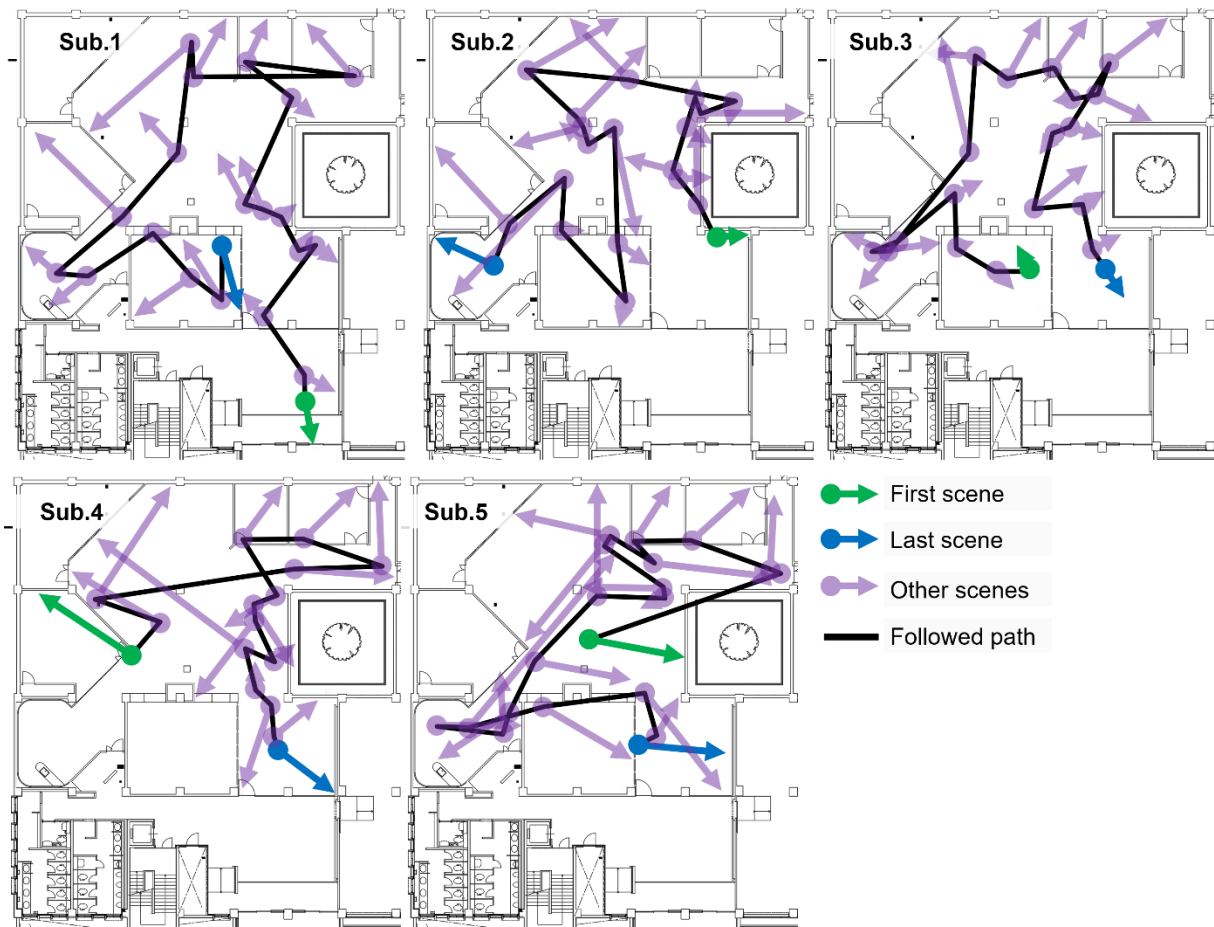 Sub.1
Sub.2
Sub.3
Sub.4
Sub.5
First scene
Last scene
Other scenes
Followed path